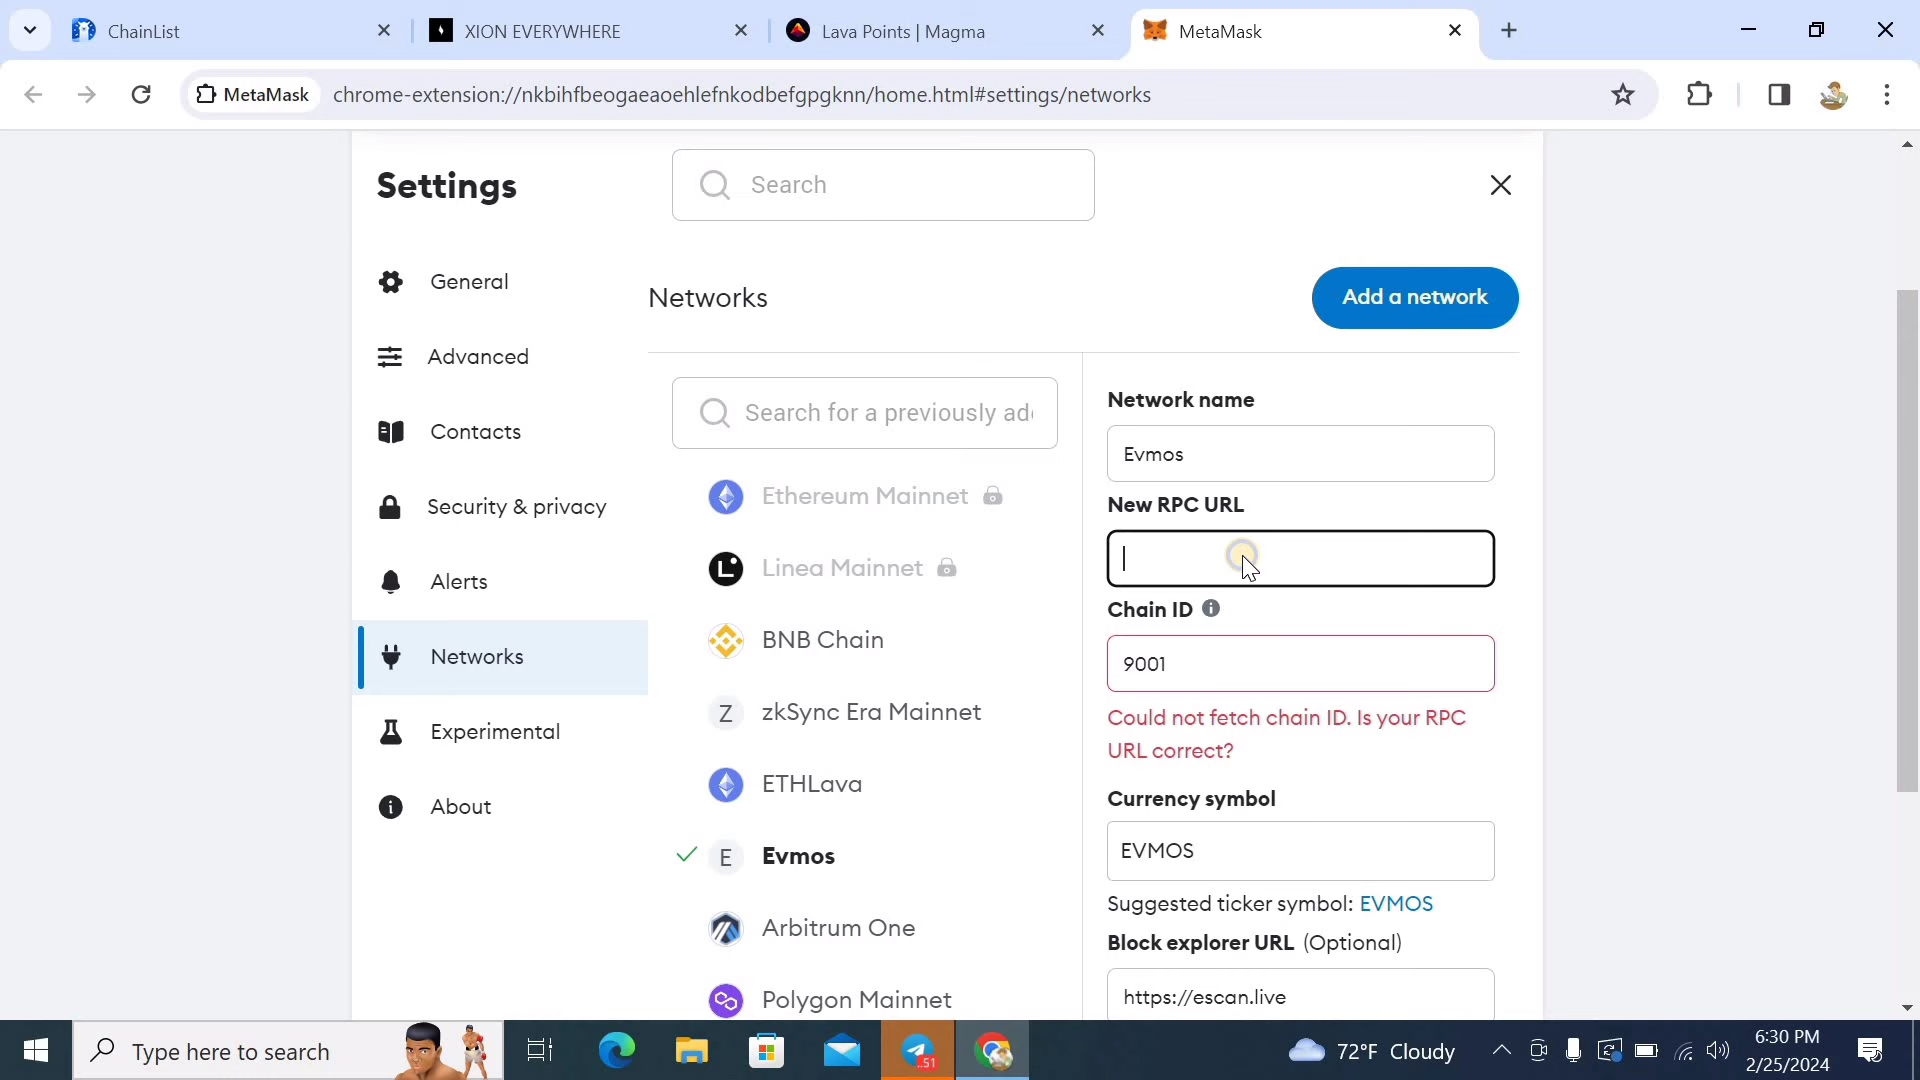 ChainList
XION EVERYWHERE
Lava Points | Magma
MetaMask
MetaMask
chrome-extension://nkbihfbeogaeaoehlefnkodbefgpgknn/home.html#settings/networks
Settings
Search
General
Advanced
Contacts
Security & privacy
Alerts
Networks
Experimental
About
Networks
Add a network
Search for a previously ad
Ethereum Mainnet
Linea Mainnet
BNB Chain
Z zkSync Era Mainnet
ETHLava
E Evmos
Arbitrum One
Polygon Mainnet
Network name
Evmos
New RPC URL
Chain ID
9001
Could not fetch chain ID. Is your RPC
URL correct?
Currency symbol
EVMOS
Suggested ticker symbol: EVMOS
Block explorer URL (Optional)
https://escan.live
Type here to search
51
72°F Cloudy
6:30 PM
2/25/2024